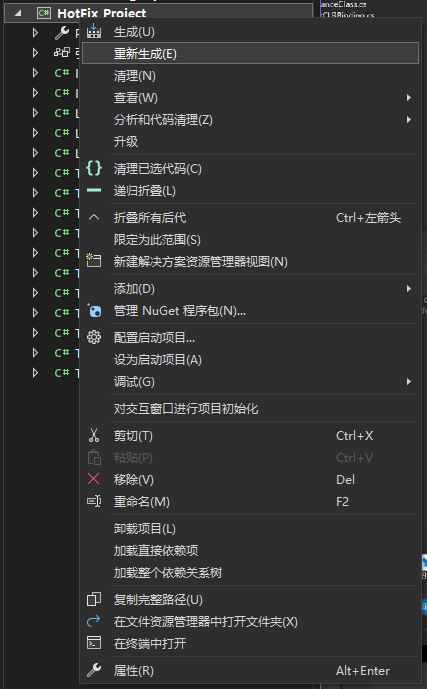 HotFix_Project
anceClass.cs
CLRBinding.cs
生成(U)
重新生成(E)
清理(N)
查看(W)
分析和代码清理(Z)
升级
清理已选代码(C)
递归折叠(L)
折叠所有后代 Ctrl+左箭头
限定为此范围(S)
新建解决方案资源管理器视图(N)
添加(D)
管理 NuGet 程序包(N)...
配置启动项目...
设为启动项目(A)
调试(G)
对交互窗口进行项目初始化
剪切(T) Ctrl+X
粘贴(P) Ctrl+V
移除(V) Del
重命名(M) F2
卸载项目(L)
加载直接依赖项
加载整个依赖关系树
复制完整路径(U)
在文件资源管理器中打开文件夹(X)
在终端中打开
属性(R) Alt+Enter